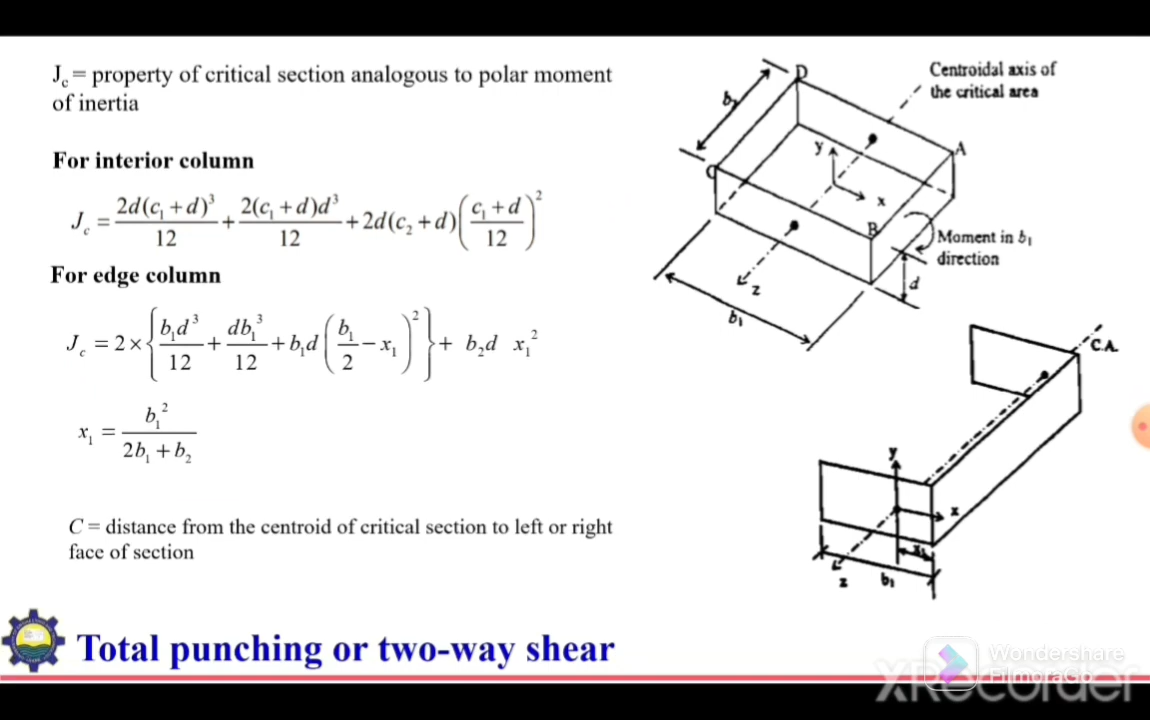 J_c = property of critical section analogous to polar moment
of inertia
For interior column
J_c = 2d(c_1 + d)^3 / 12 + 2(c_1 + d)d^3 / 12 + 2d(c_2 + d)((c_1 + d) / 12)^2
For edge column
J_c = 2×{b_1d^3 / 12 + db_1^3 / 12 + b_1d(b_1 / 2 − x_1)^2} + b_2d x_1^2
x_1 = b_1^2 / (2b_1 + b_2)
C = distance from the centroid of critical section to left or right
face of section
Centroidal axis of
the critical area
D
b_2
A
y
C
x
B
Moment in b_1
direction
z
d
b_1
C.A.
y
x
x_1
z
b_1
Total punching or two-way shear
Wondershare
FilmoraGo
XRecorder